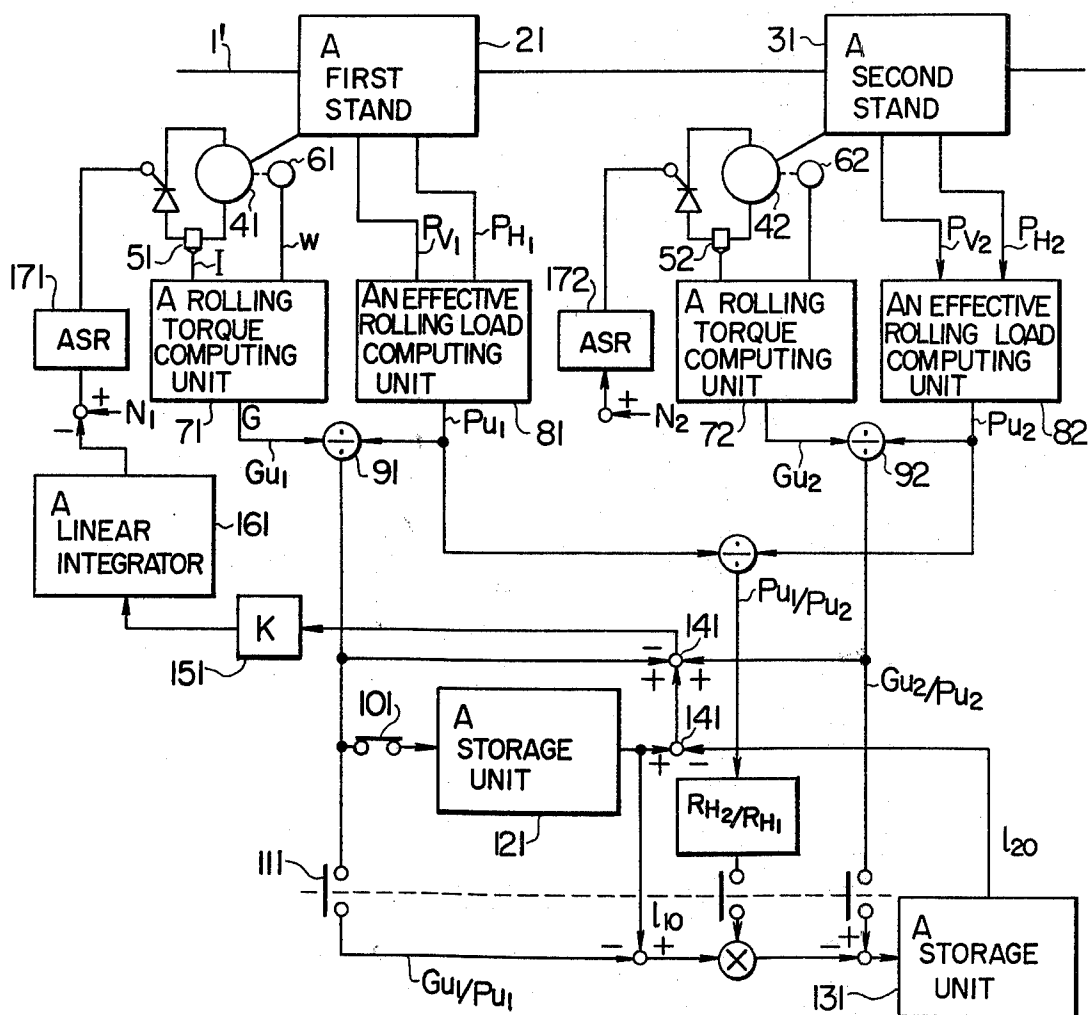 1'
A
FIRST
STAND
21
31
A
SECOND
STAND
61
41
51
I
W
PV1
PH1
62
42
52
PV2
PH2
171
ASR
A ROLLING
TORQUE
COMPUTING
UNIT
AN EFFECTIVE
ROLLING LOAD
COMPUTING
UNIT
172
ASR
A ROLLING
TORQUE
COMPUTING
UNIT
AN EFFECTIVE
ROLLING LOAD
COMPUTING
UNIT
+
N1
-
71
G
Gu1
÷
91
Pu1
81
+
N2
72
Gu2
÷
92
Pu2
82
A
LINEAR
INTEGRATOR
161
÷
Pu1/Pu2
K
151
141
-
+
+
Gu2/Pu2
101
A
STORAGE
UNIT
121
141
+
-
RH2/RH1
l20
111
l10
-
+
×
-
+
Gu1/Pu1
A
STORAGE
UNIT
131